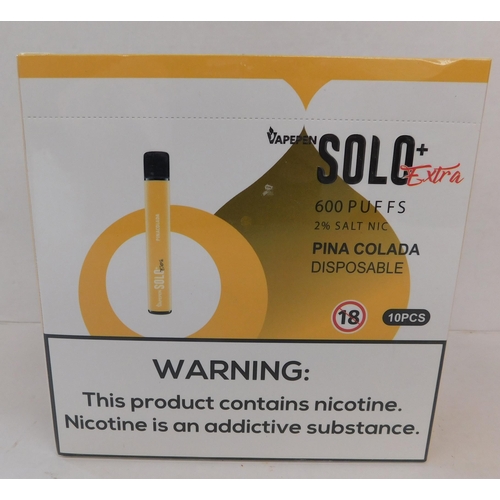 VAPEPEN SOLO+
Extra
600 PUFFS
2% SALT NIC
PINA COLADA
DISPOSABLE
18
10PCS
SOLO
WARNING:
This product contains nicotine.
Nicotine is an addictive substance.